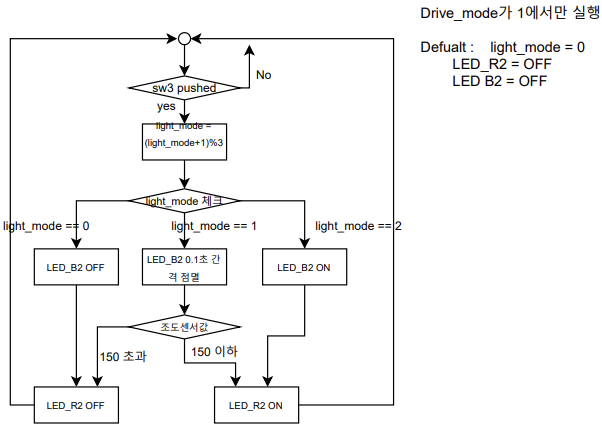 Drive_mode가 1에서만 실행
Defualt : light_mode = 0
LED_R2 = OFF
LED B2 = OFF
sw3 pushed
No
yes
light_mode =
(light_mode+1)%3
light_mode 체크
light_mode == 0
light_mode == 1
light_mode == 2
LED_B2 OFF
LED_B2 0.1초 간
격 점멸
LED_B2 ON
조도센서값
150 초과
150 이하
LED_R2 OFF
LED_R2 ON